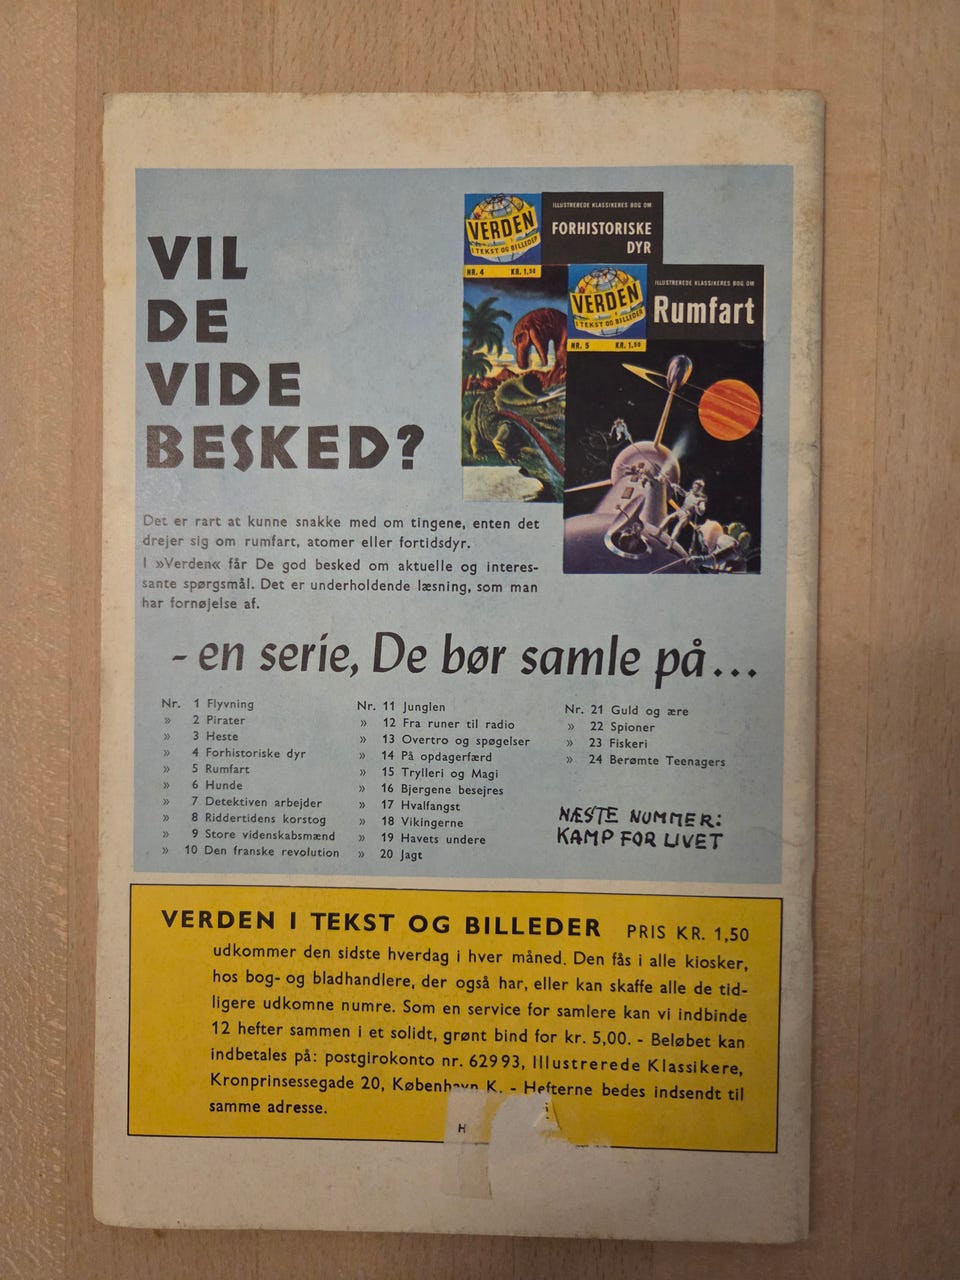 VIL
DE
VIDE
BESKED?
VERDEN
I TEKST OG BILLEDER
NR. 4 KR. 1,50
ILLUSTREREDE KLASSIKERES BOG OM
FORHISTORISKE
DYR
VERDEN
I TEKST OG BILLEDER
NR. 5 KR. 1,50
ILLUSTREREDE KLASSIKERES BOG OM
Rumfart
Det er rart at kunne snakke med om tingene, enten det
drejer sig om rumfart, atomer eller fortidsdyr.
I »Verden« får De god besked om aktuelle og interes-
sante spørgsmål. Det er underholdende læsning, som man
har fornøjelse af.
- en serie, De bør samle på...
Nr. 1 Flyvning
» 2 Pirater
» 3 Heste
» 4 Forhistoriske dyr
» 5 Rumfart
» 6 Hunde
» 7 Detektiven arbejder
» 8 Riddertidens korstog
» 9 Store videnskabsmænd
» 10 Den franske revolution
Nr. 11 Junglen
» 12 Fra runer til radio
» 13 Overtro og spøgelser
» 14 På opdagerfærd
» 15 Trylleri og Magi
» 16 Bjergene besejres
» 17 Hvalfangst
» 18 Vikingerne
» 19 Havets undere
» 20 Jagt
Nr. 21 Guld og ære
» 22 Spioner
» 23 Fiskeri
» 24 Berømte Teenagers
NÆSTE NUMMER:
KAMP FOR LIVET
VERDEN I TEKST OG BILLEDER PRIS KR. 1,50
udkommer den sidste hverdag i hver måned. Den fås i alle kiosker,
hos bog- og bladhandlere, der også har, eller kan skaffe alle de tid-
ligere udkomne numre. Som en service for samlere kan vi indbinde
12 hefter sammen i et solidt, grønt bind for kr. 5,00. - Beløbet kan
indbetales på: postgirokonto nr. 62993, Illustrerede Klassikere,
Kronprinsessegade 20, København K. - Hefterne bedes indsendt til
samme adresse.
H